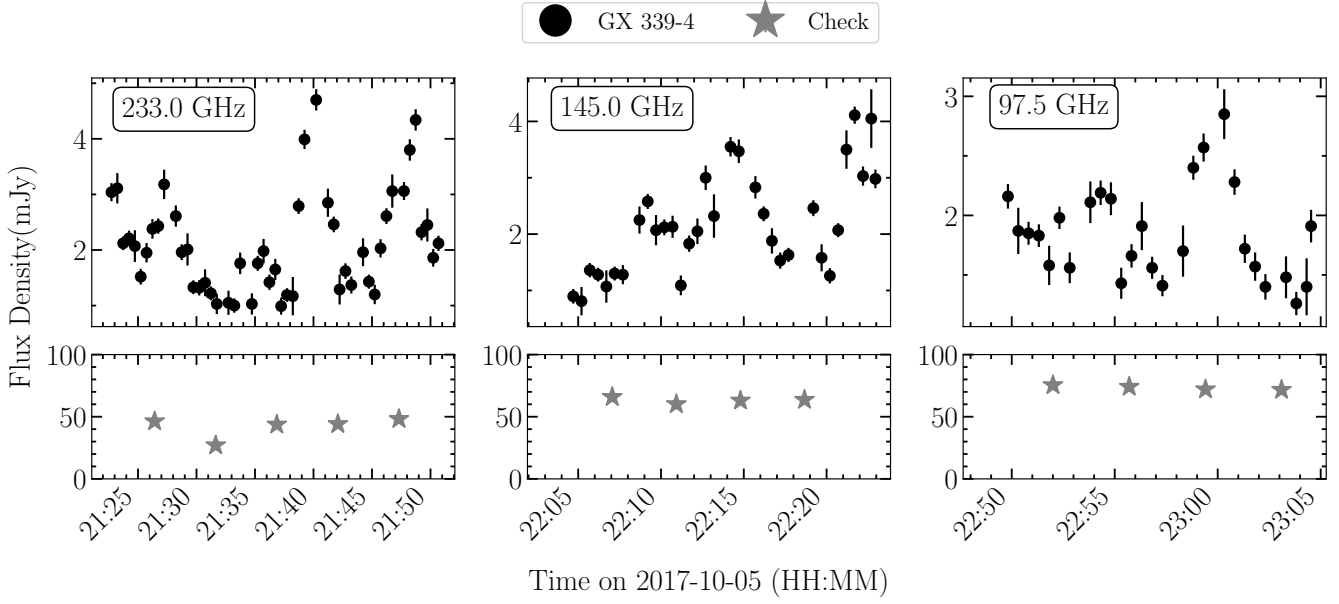 GX 339-4 Check
233.0 GHz
145.0 GHz
97.5 GHz
Flux Density(mJy)
4
2
4
2
3
2
100
50
0
100
50
0
100
50
0
21:25 21:30 21:35 21:40 21:45 21:50
22:05 22:10 22:15 22:20
22:50 22:55 23:00 23:05
Time on 2017-10-05 (HH:MM)